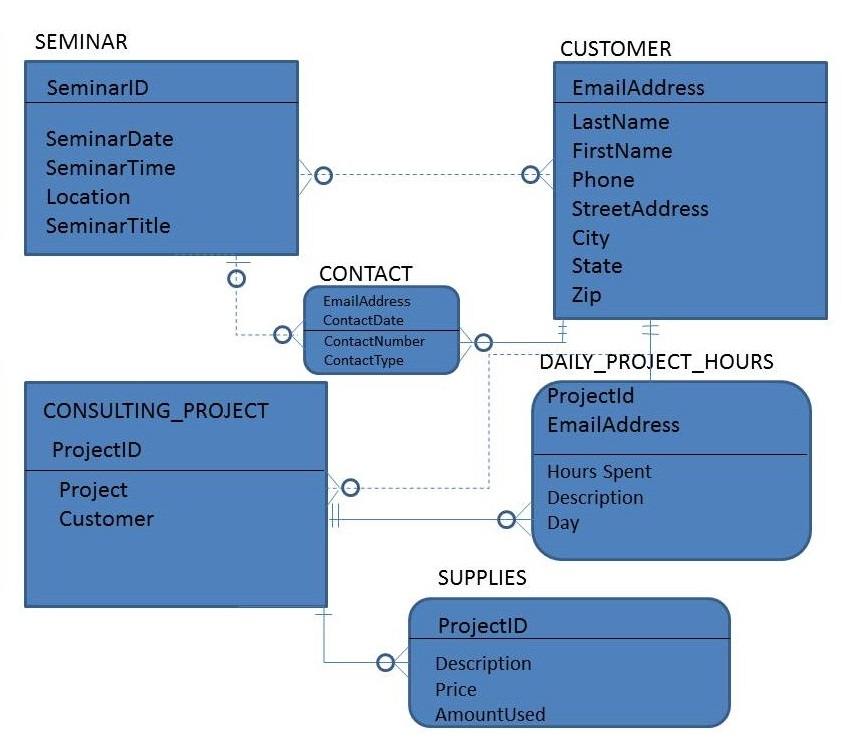 SEMINAR
SeminarID
SeminarDate
SeminarTime
Location
SeminarTitle
CUSTOMER
EmailAddress
LastName
FirstName
Phone
StreetAddress
City
State
Zip
CONTACT
EmailAddress
ContactDate
ContactNumber
ContactType
DAILY_PROJECT_HOURS
ProjectId
EmailAddress
Hours Spent
Description
Day
CONSULTING_PROJECT
ProjectID
Project
Customer
SUPPLIES
ProjectID
Description
Price
AmountUsed